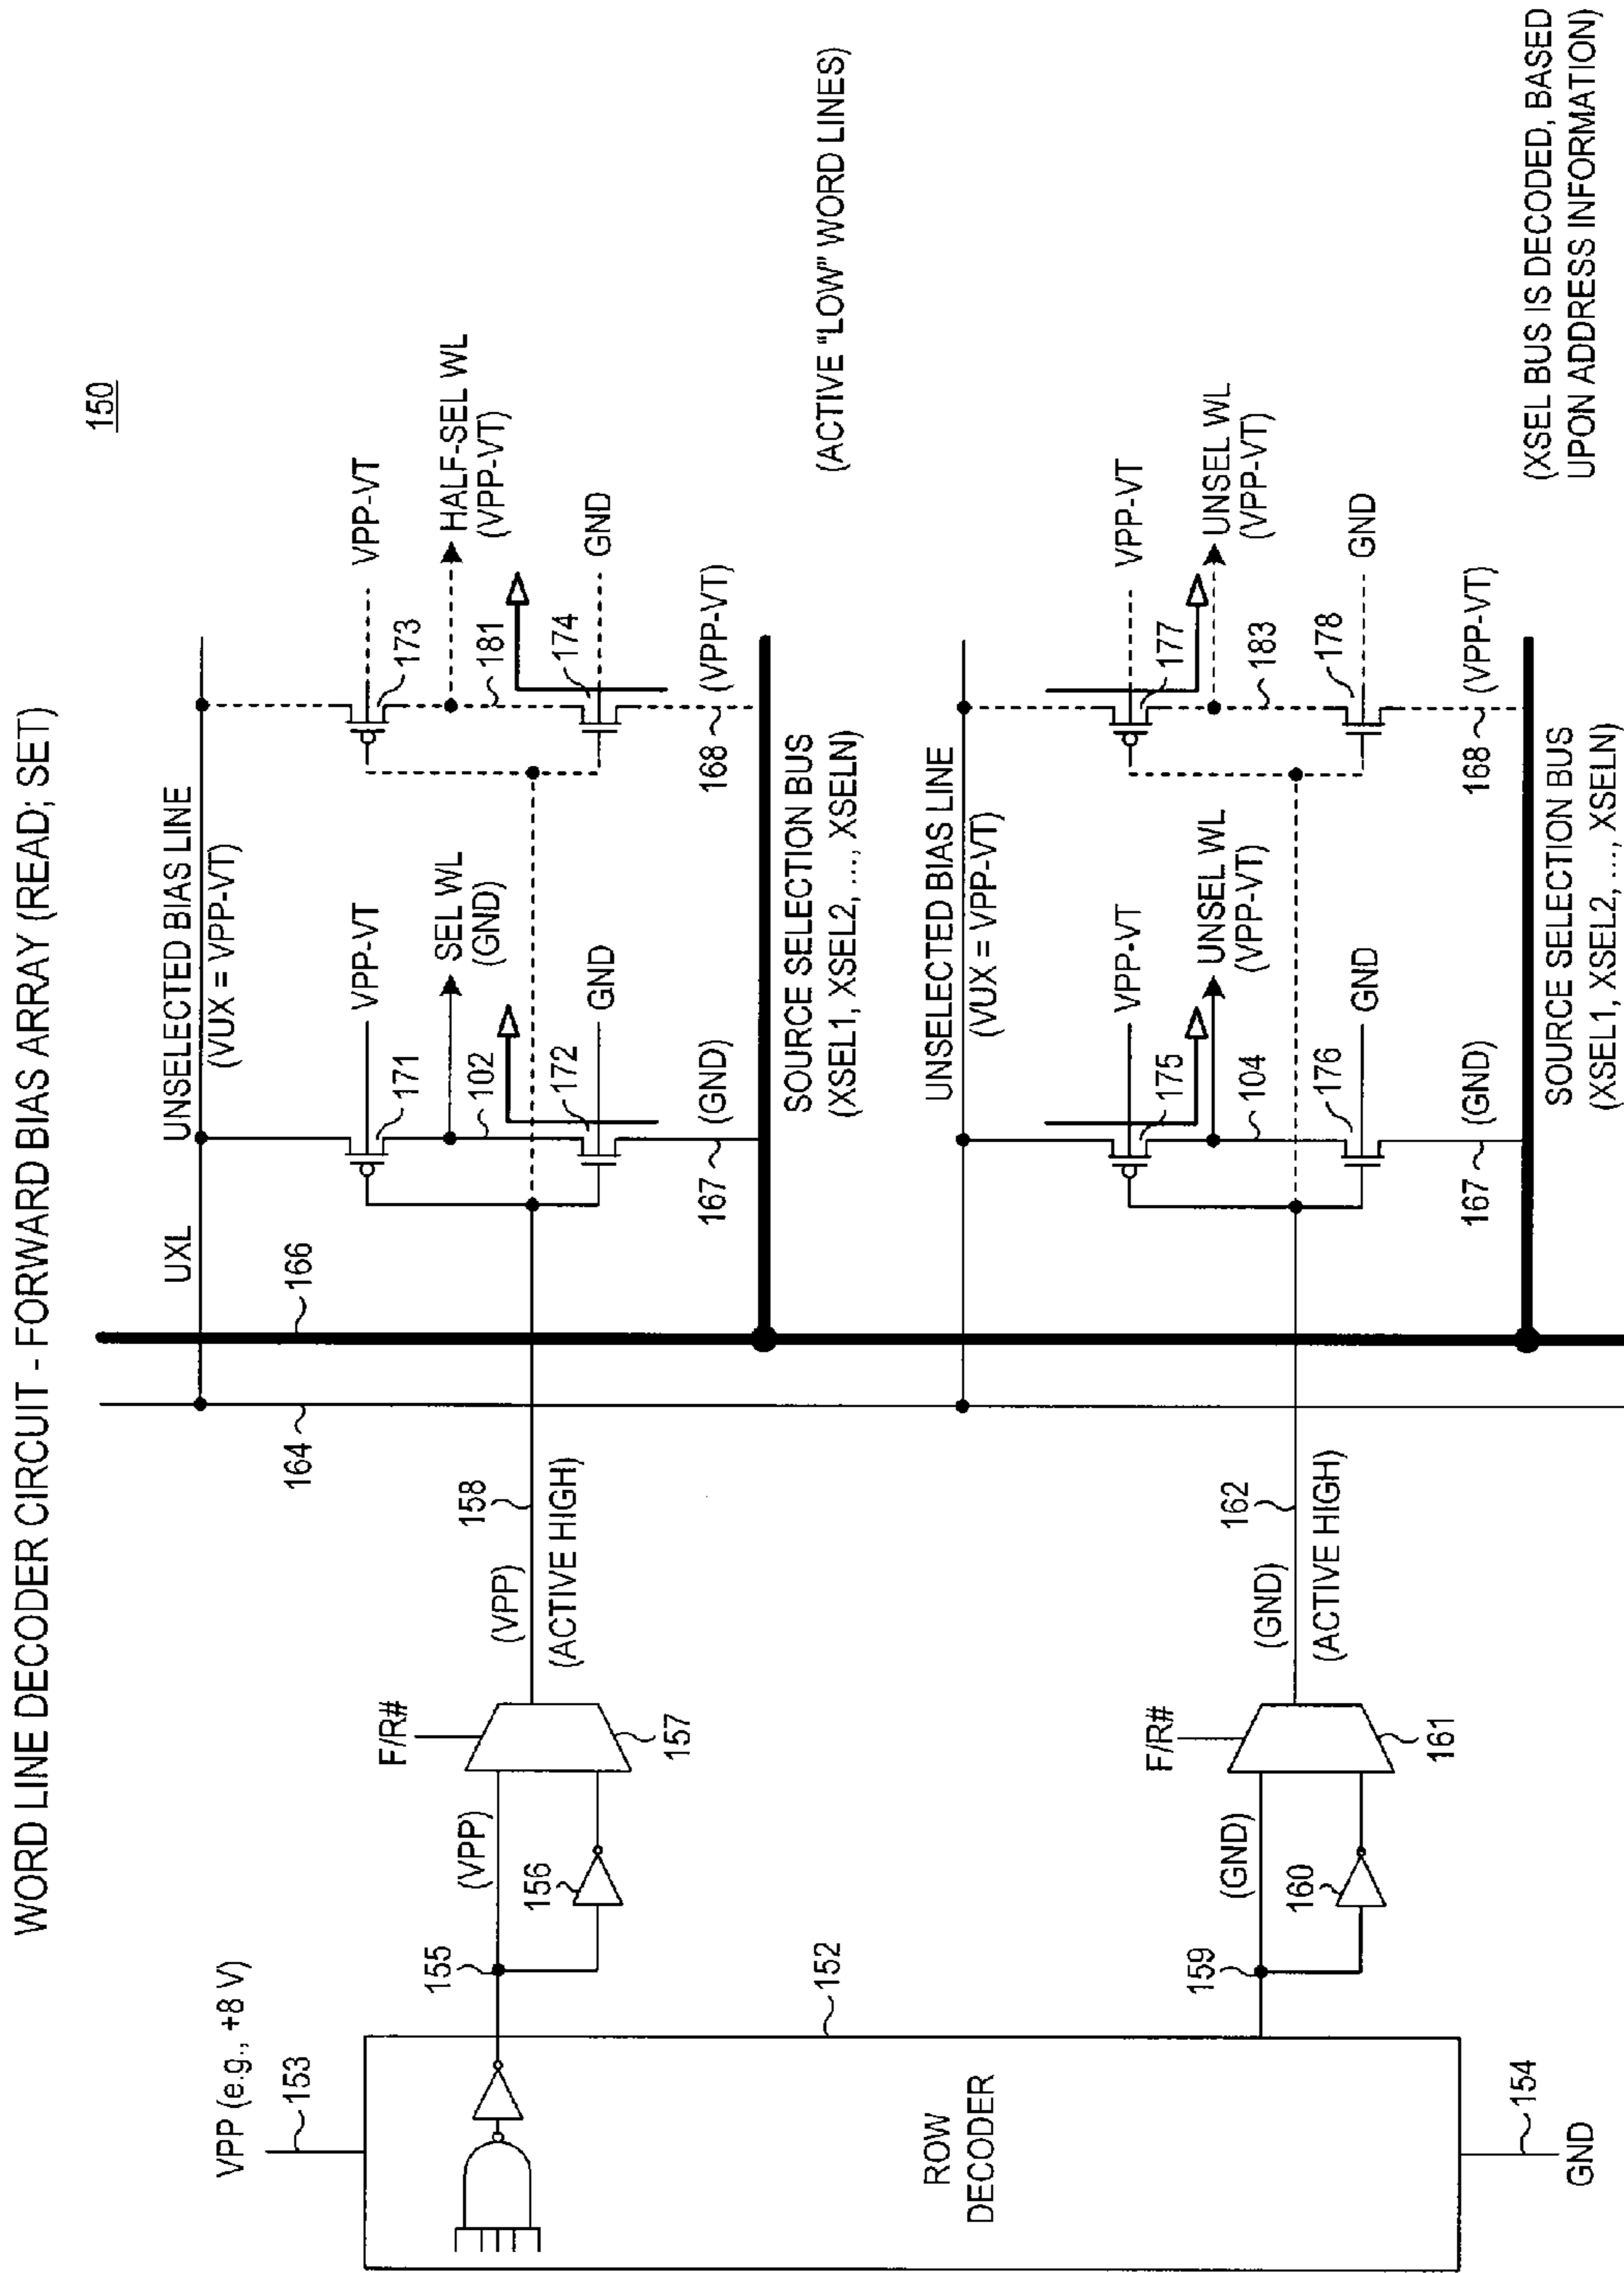 WORD LINE DECODER CIRCUIT - FORWARD BIAS ARRAY (READ; SET)
150
VPP (e.g., +8 V)
153
ROW
DECODER
152
154
GND
155
(VPP)
156
F/R#
157
(VPP)
158
(ACTIVE HIGH)
159
(GND)
160
F/R#
161
(GND)
162
(ACTIVE HIGH)
164
166
UXL
UNSELECTED BIAS LINE
(VUX = VPP-VT)
VPP-VT
171
SEL WL
(GND)
102
172
GND
167
(GND)
VPP-VT
173
HALF-SEL WL
(VPP-VT)
181
174
GND
168
(VPP-VT)
SOURCE SELECTION BUS
(XSEL1, XSEL2, ..., XSELN)
(ACTIVE "LOW" WORD LINES)
UNSELECTED BIAS LINE
(VUX = VPP-VT)
VPP-VT
175
UNSEL WL
(VPP-VT)
104
176
GND
167
(GND)
VPP-VT
177
UNSEL WL
(VPP-VT)
183
178
GND
168
(VPP-VT)
SOURCE SELECTION BUS
(XSEL1, XSEL2, ..., XSELN)
(XSEL BUS IS DECODED, BASED
UPON ADDRESS INFORMATION)